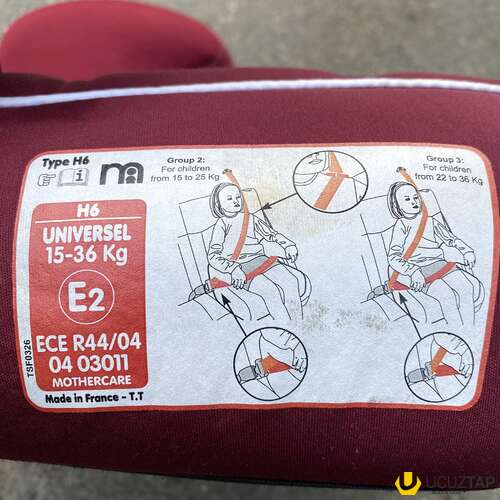 Type H6
m
Group 2:
For children
from 15 to 25 Kg
Group 3:
For children
from 22 to 36 Kg
H6
UNIVERSEL
15-36 Kg
E2
ECE R44/04
04 03011
MOTHERCARE
Made in France - T.T
TSF0326
UCUZTAP